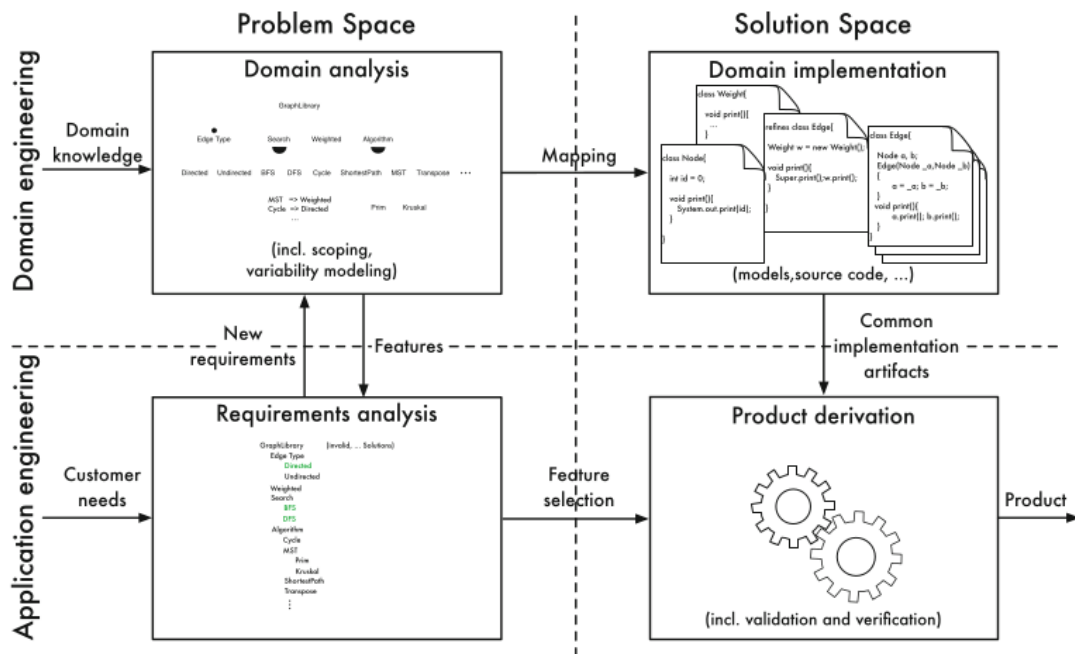 Problem Space
Solution Space
Domain engineering
Domain knowledge
Domain analysis
GraphLibrary
Edge Type Search Weighted Algorithm
Directed Undirected BFS DFS Cycle ShortestPath MST Transpose ...
MST => Weighted
Cycle => Directed
...
Prim Kruskal
(incl. scoping,
variability modeling)
Mapping
Domain implementation
class Weight{
void print(){
...
}
class Node{
int id = 0;
void print(){
System.out.print(id);
}
}
refines class Edge{
Weight w = new Weight();
void print(){
Super.print();w.print();
}
}
class Edge{
Node a, b;
Edge(Node _a,Node _b)
{
a = _a; b = _b;
}
void print(){
a.print(); b.print();
}
}
(models,source code, ...)
New
requirements
Features
Common
implementation
artifacts
Application engineering
Customer
needs
Requirements analysis
GraphLibrary (invalid, ... Solutions)
Edge Type
Directed
Undirected
Weighted
Search
BFS
DFS
Algorithm
Cycle
MST
Prim
Kruskal
ShortestPath
Transpose
⋮
Feature
selection
Product derivation
(incl. validation and verification)
Product